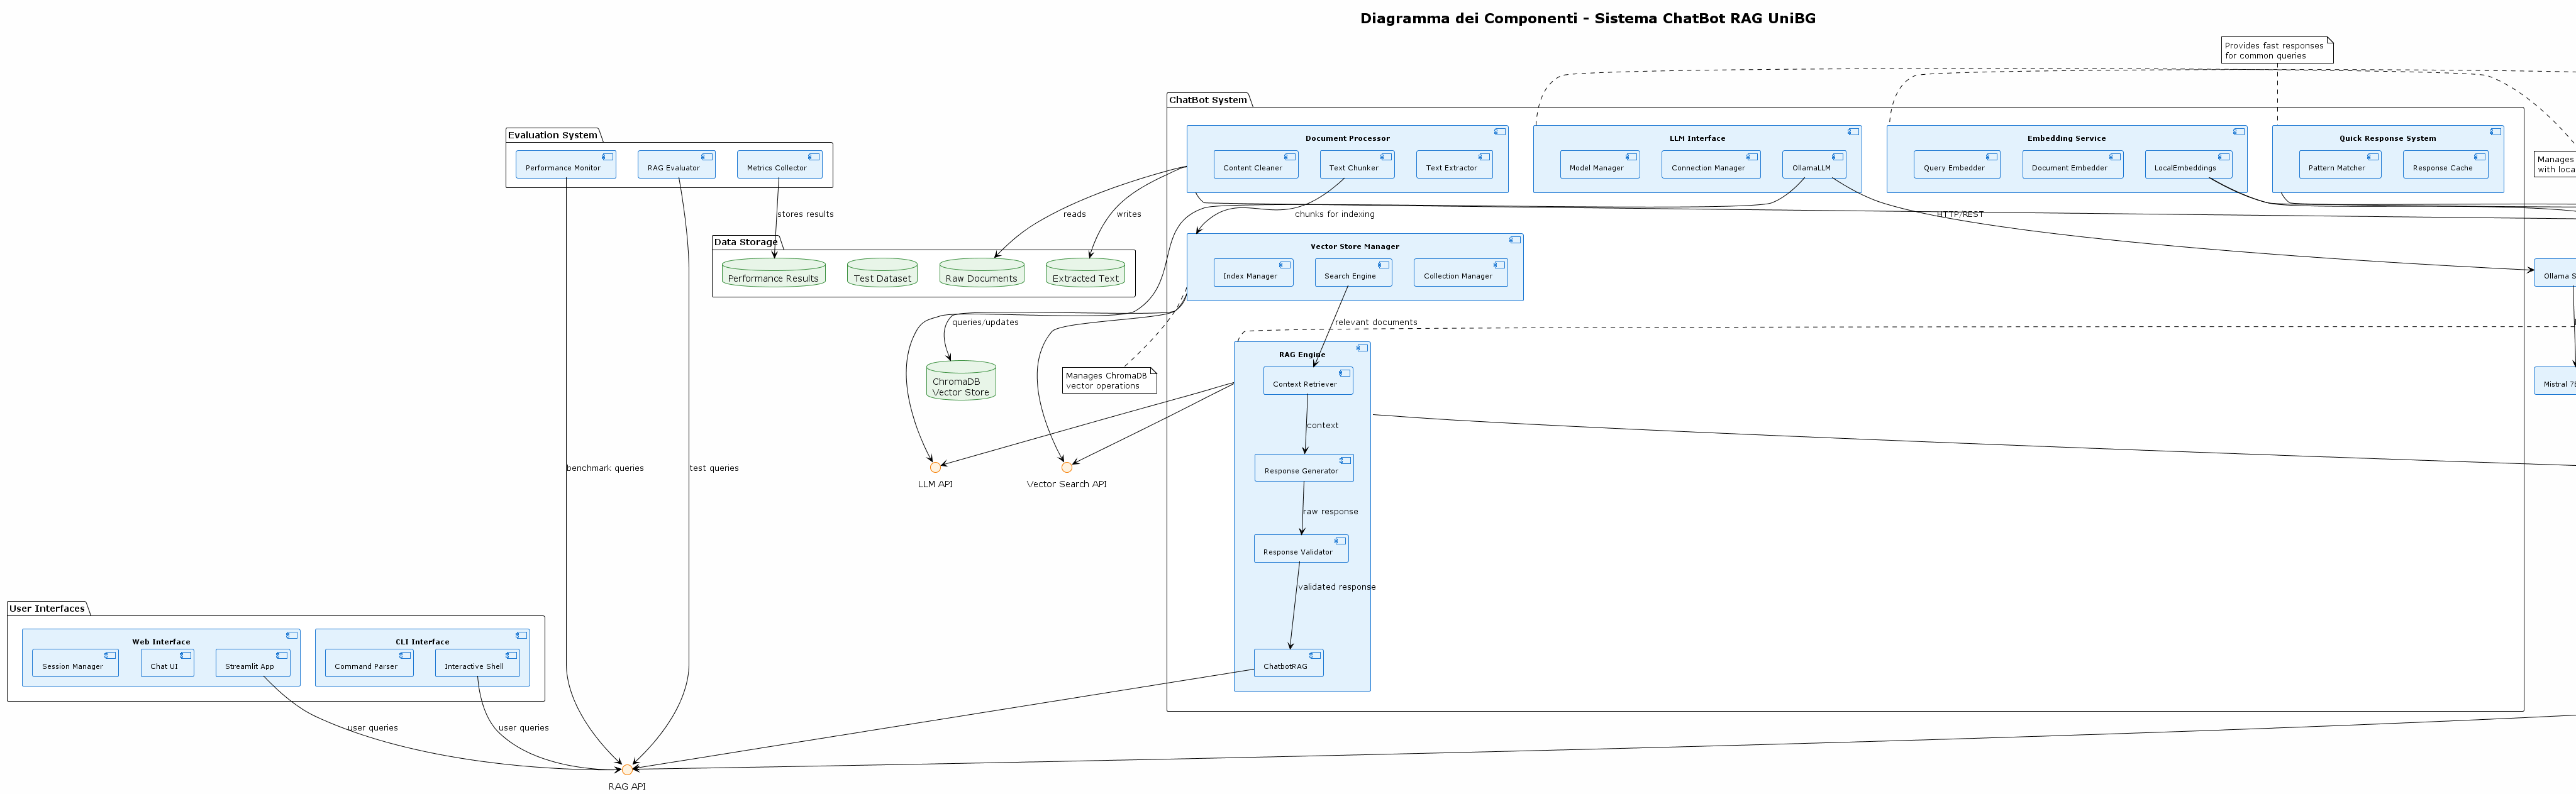 Diagramma dei Componenti - Sistema ChatBot RAG UniBG
Provides fast responses
for common queries
ChatBot System
Evaluation System
Performance Monitor
RAG Evaluator
Metrics Collector
Document Processor
Content Cleaner
Text Chunker
Text Extractor
LLM Interface
Model Manager
Connection Manager
OllamaLLM
Embedding Service
Query Embedder
Document Embedder
LocalEmbeddings
Quick Response System
Pattern Matcher
Response Cache
Manages
with loca
stores results
reads
writes
chunks for indexing
HTTP/REST
Data Storage
Performance Results
Test Dataset
Raw Documents
Extracted Text
Vector Store Manager
Index Manager
Search Engine
Collection Manager
Ollama S
queries/updates
relevant documents
ChromaDB
Vector Store
Manages ChromaDB
vector operations
RAG Engine
Context Retriever
Mistral 7B
context
benchmark queries
test queries
LLM API
Vector Search API
Response Generator
raw response
Response Validator
validated response
User Interfaces
Web Interface
Session Manager
Chat UI
Streamlit App
CLI Interface
Command Parser
Interactive Shell
ChatbotRAG
user queries
user queries
RAG API